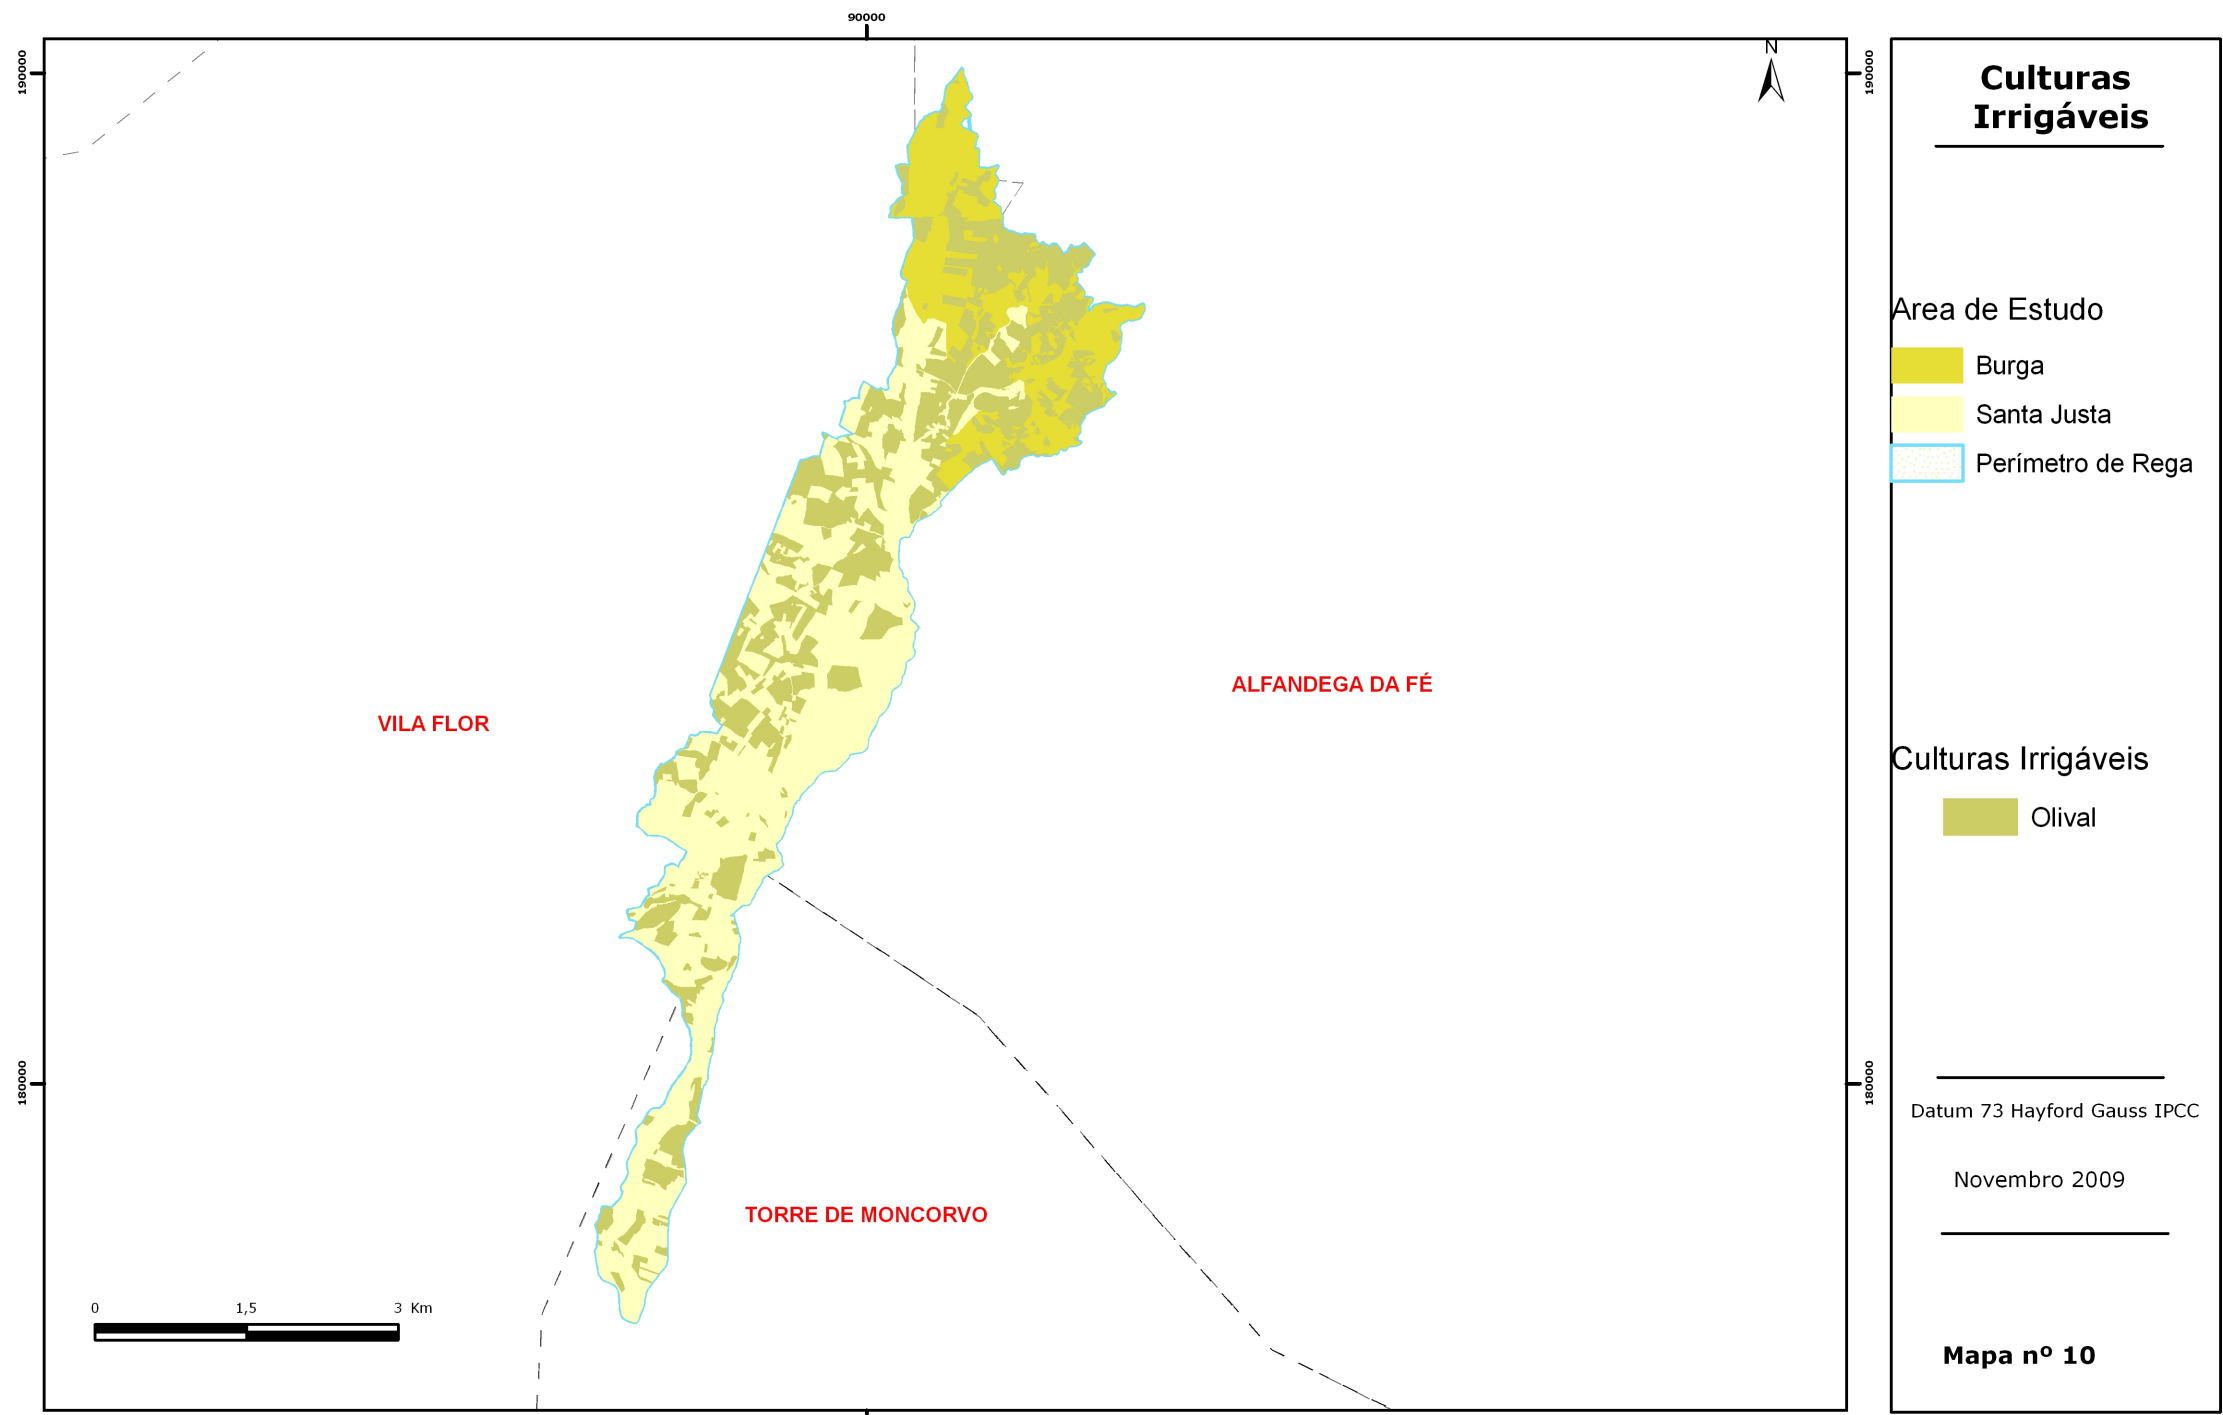 90000
190000
190000
N
Culturas
Irrigáveis
Area de Estudo
Burga
Santa Justa
Perímetro de Rega
ALFANDEGA DA FÉ
VILA FLOR
Culturas Irrigáveis
Olival
180000
180000
Datum 73 Hayford Gauss IPCC
Novembro 2009
TORRE DE MONCORVO
0 1,5 3 Km
Mapa nº 10